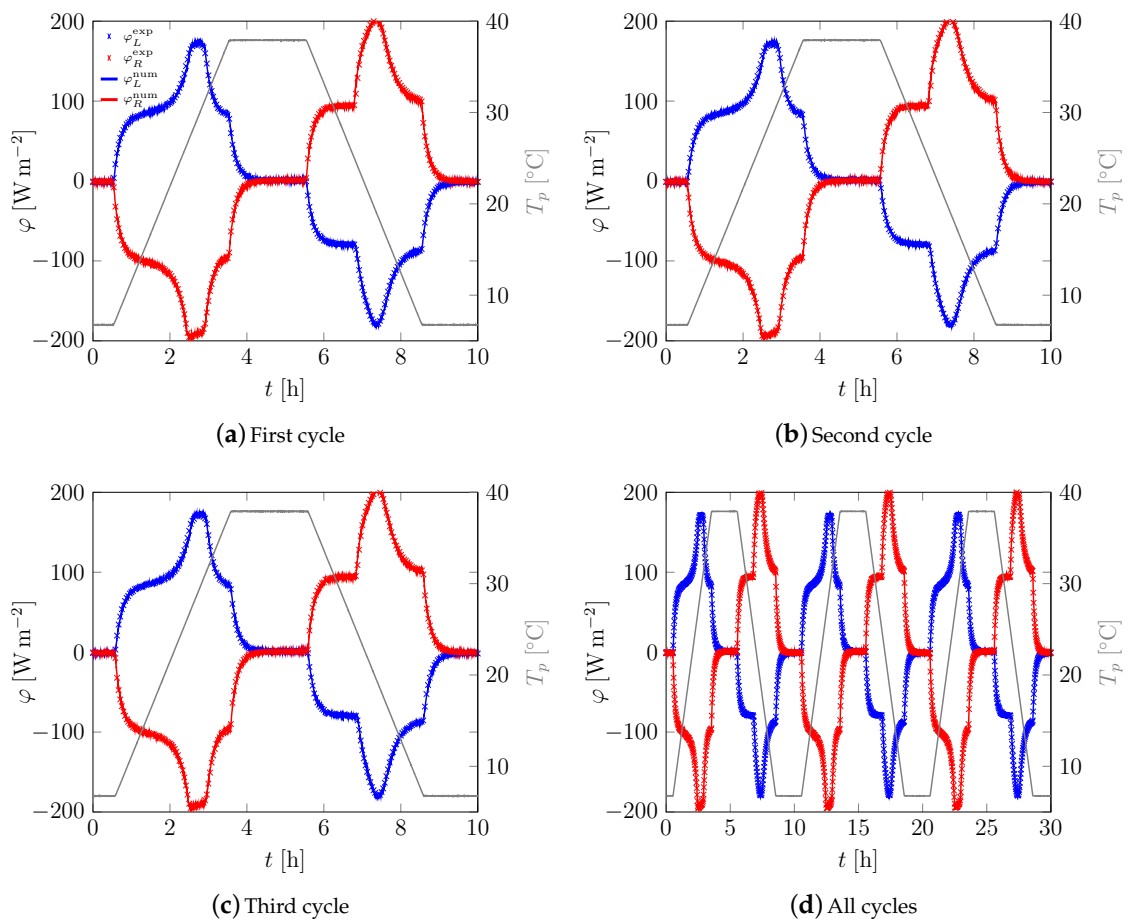 200
100
0
−100
−200
φ [W m⁻²]
φ_L^exp
φ_R^exp
φ_L^num
φ_R^num
40
30
20
10
T_p [°C]
0 2 4 6 8 10
t [h]
(a) First cycle
200
100
0
−100
−200
φ [W m⁻²]
40
30
20
10
T_p [°C]
0 2 4 6 8 10
t [h]
(b) Second cycle
200
100
0
−100
−200
φ [W m⁻²]
40
30
20
10
T_p [°C]
0 2 4 6 8 10
t [h]
(c) Third cycle
200
100
0
−100
−200
φ [W m⁻²]
40
30
20
10
T_p [°C]
0 5 10 15 20 25 30
t [h]
(d) All cycles